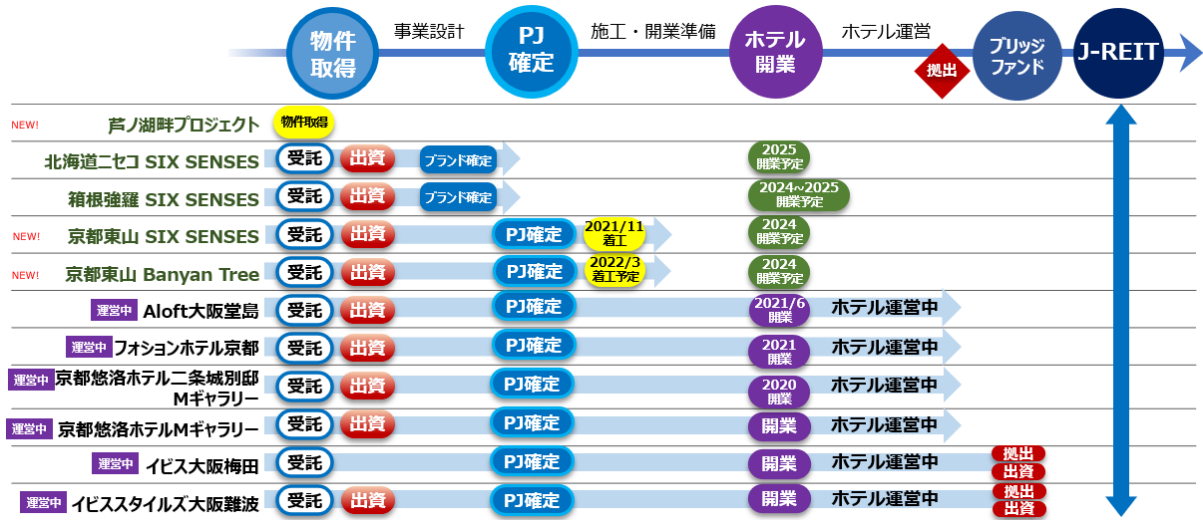 物件
取得
事業設計
PJ
確定
施工・開業準備
ホテル
開業
ホテル運営
拠出
ブリッジ
ファンド
J-REIT
NEW! 芦ノ湖畔プロジェクト 物件取得
北海道ニセコ SIX SENSES 受託 出資 ブランド確定 2025
開業予定
箱根強羅 SIX SENSES 受託 出資 ブランド確定 2024~2025
開業予定
NEW! 京都東山 SIX SENSES 受託 出資 PJ確定 2021/11
着工
2024
開業予定
NEW! 京都東山 Banyan Tree 受託 出資 PJ確定 2022/3
着工予定
2024
開業予定
運営中 Aloft大阪堂島 受託 出資 PJ確定 2021/6
開業
ホテル運営中
運営中 フォションホテル京都 受託 出資 PJ確定 2021
開業
ホテル運営中
運営中 京都悠洛ホテル二条城別邸
Mギャラリー
受託 出資 PJ確定 2020
開業
ホテル運営中
運営中 京都悠洛ホテルMギャラリー 受託 出資 PJ確定 開業 ホテル運営中
運営中 イビス大阪梅田 受託 PJ確定 開業 ホテル運営中 拠出
出資
運営中 イビススタイルズ大阪難波 受託 出資 PJ確定 開業 ホテル運営中 拠出
出資